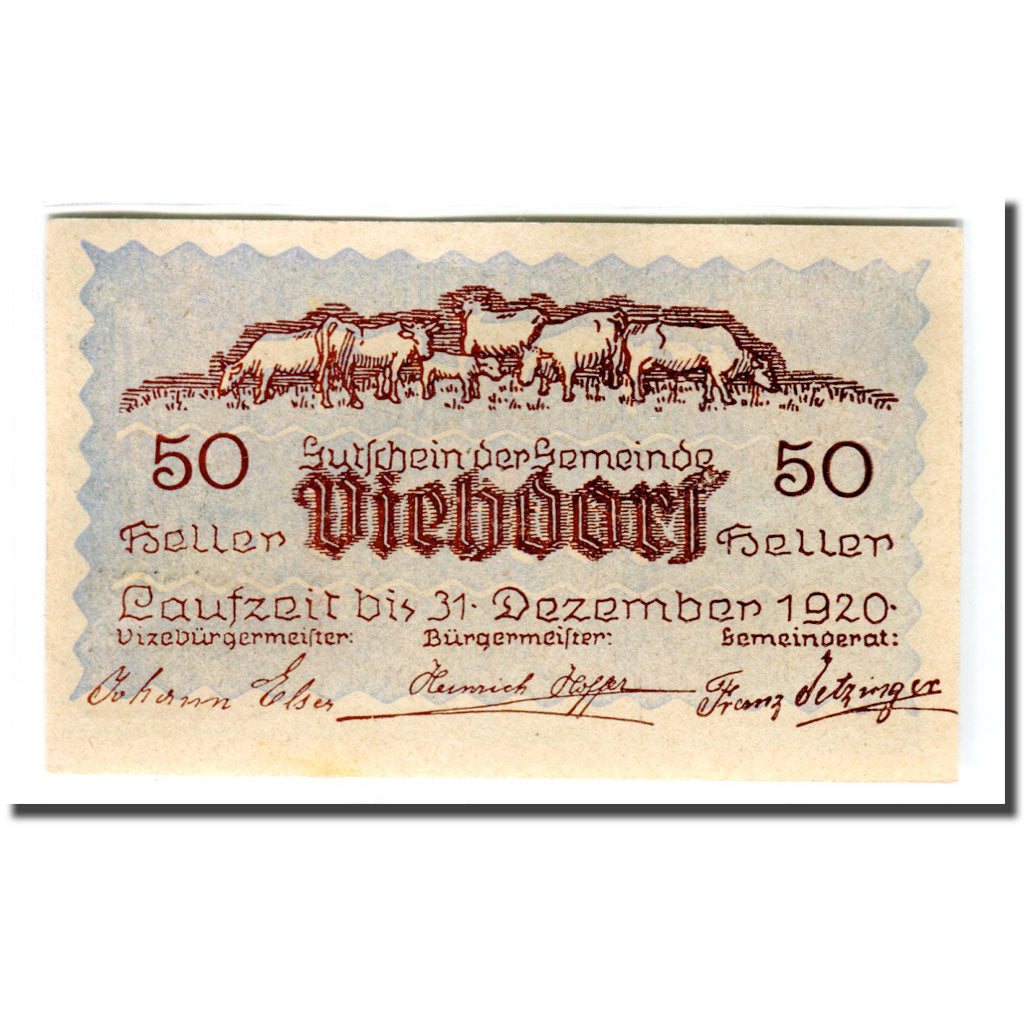 50 Gutschein der Gemeinde 50
Heller Viehdorf Heller
Laufzeit bis 31. Dezember 1920.
Vizebürgermeister: Bürgermeister: Gemeinderat:
Johann Elser Heinrich Hoffer Franz Setzinger